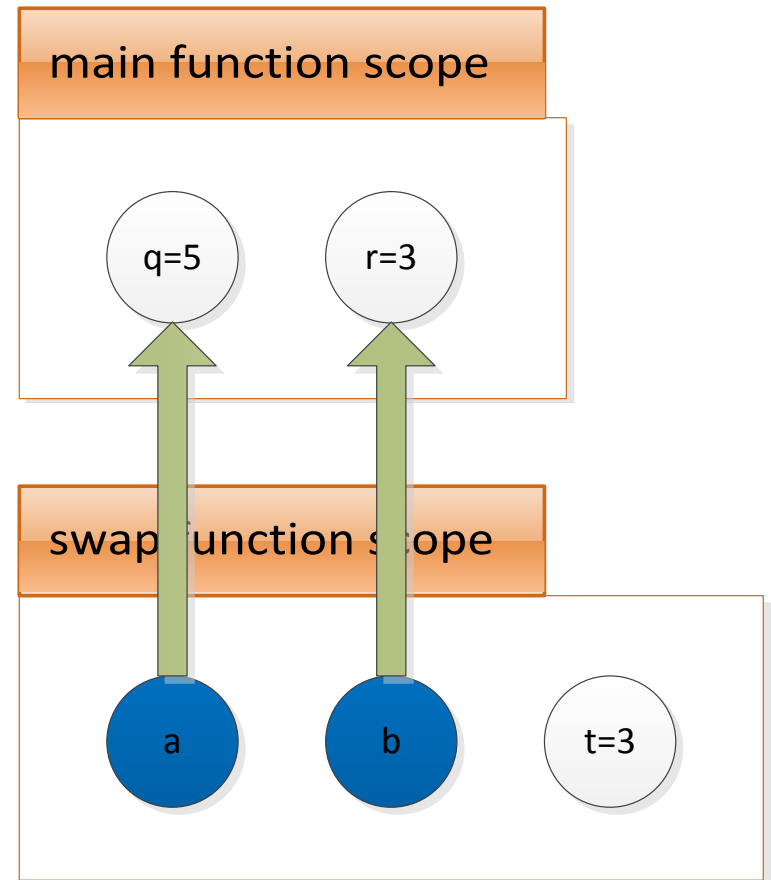 main function scope
q=5
r=3
swap function scope
a
b
t=3